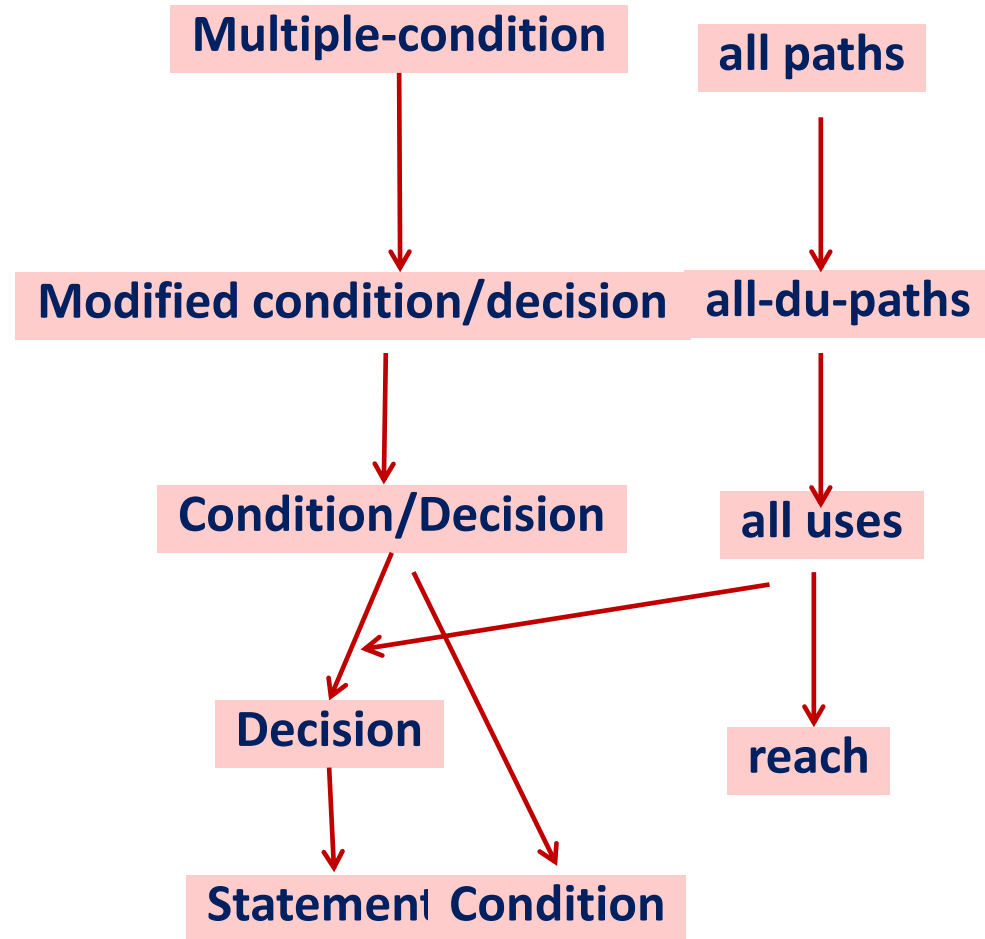 Multiple-condition
all paths
Modified condition/decision
all-du-paths
Condition/Decision
all uses
Decision
reach
Statement
Condition